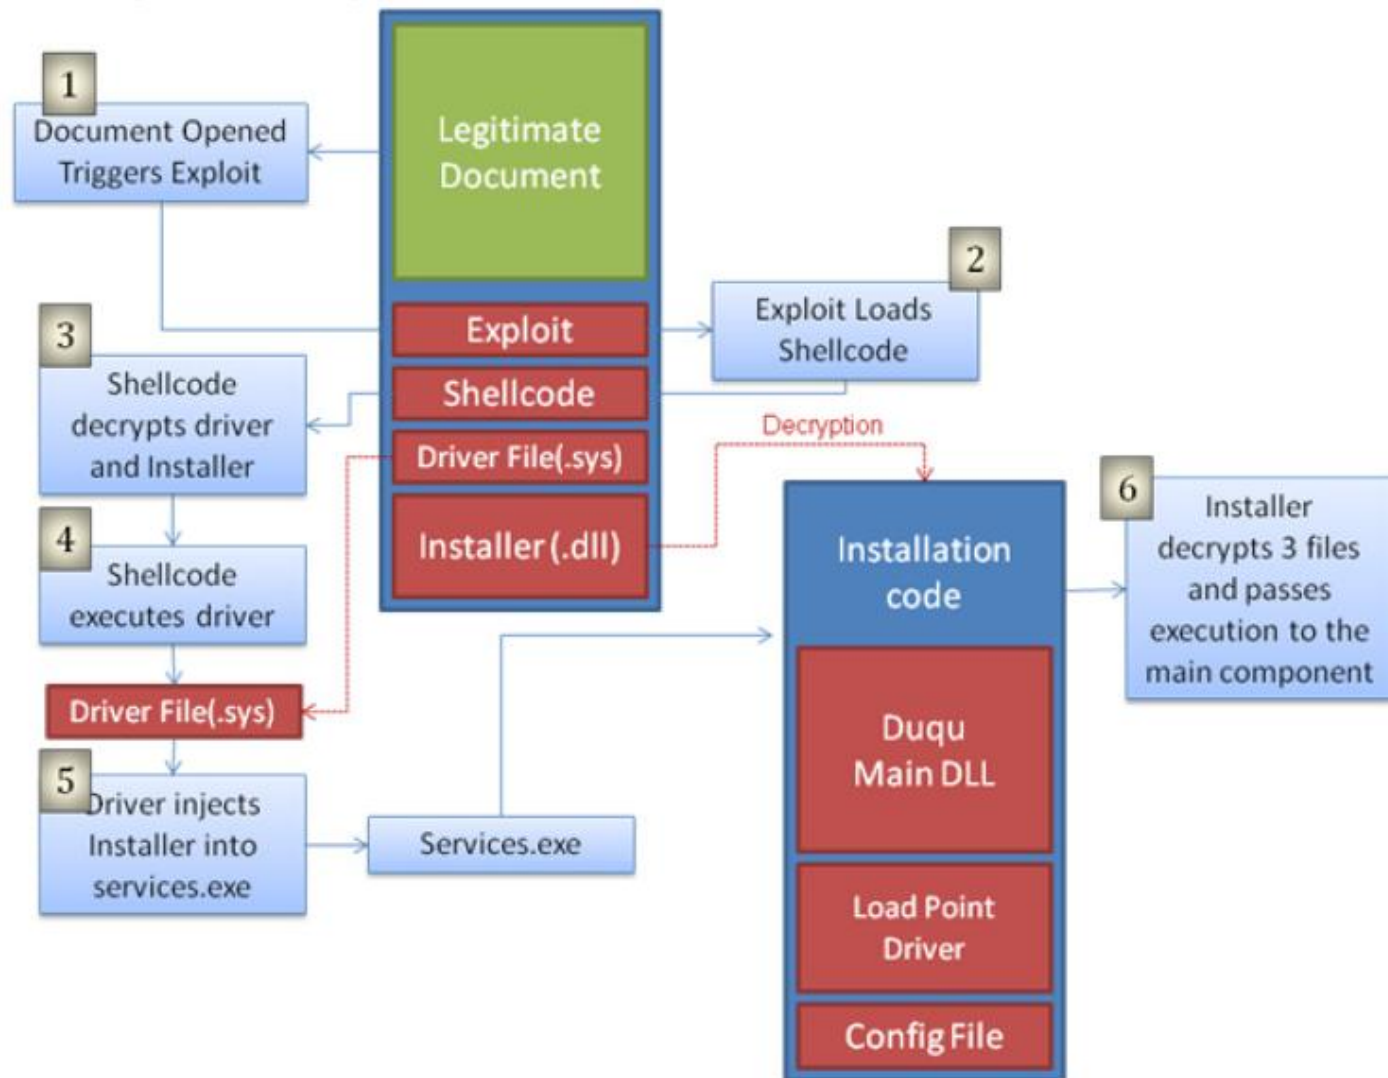 1
Document Opened
Triggers Exploit
Legitimate
Document
2
Exploit Loads
Shellcode
Exploit
Shellcode
Driver File(.sys)
Installer (.dll)
3
Shellcode
decrypts driver
and Installer
4
Shellcode
executes driver
Driver File(.sys)
5
Driver injects
Installer into
services.exe
Services.exe
Decryption
Installation
code
Duqu
Main DLL
Load Point
Driver
Config File
6
Installer
decrypts 3 files
and passes
execution to the
main component